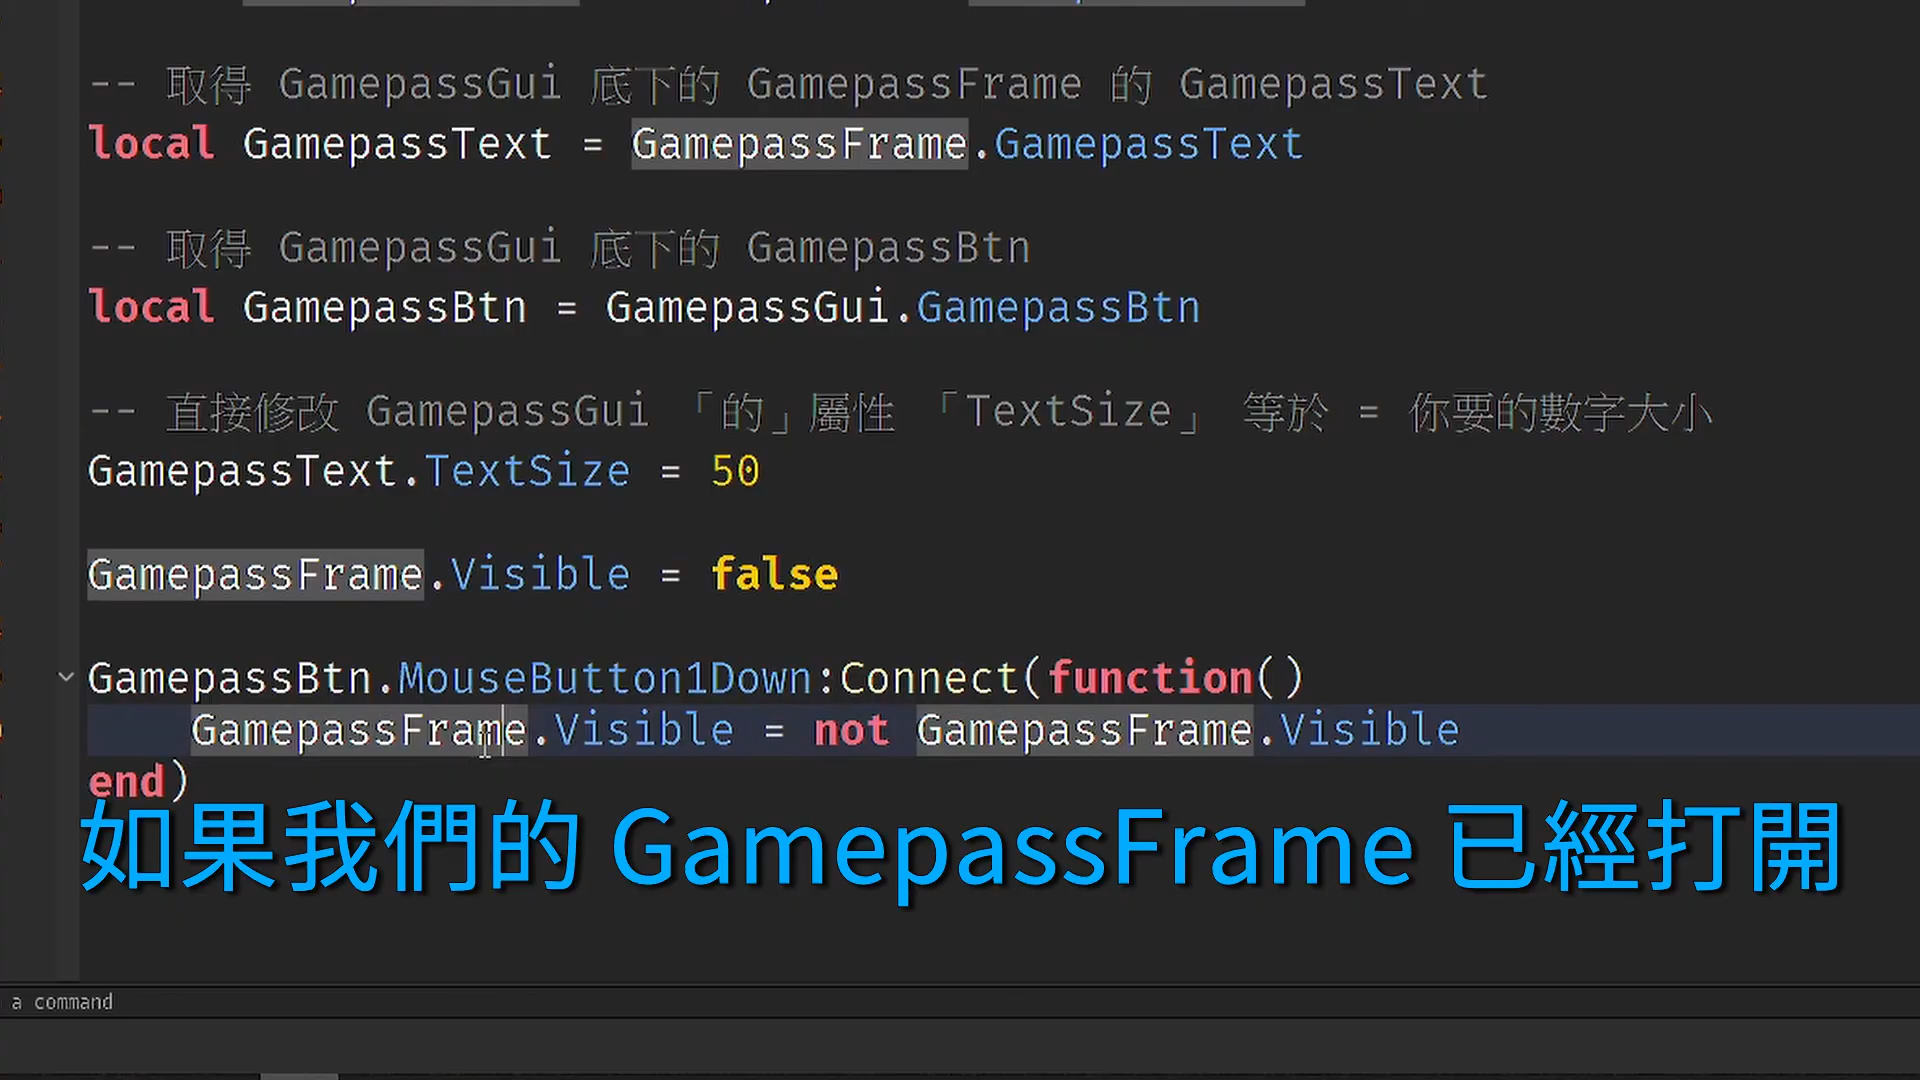 -- 取得 GamepassGui 底下的 GamepassFrame 的 GamepassText
local GamepassText = GamepassFrame.GamepassText
-- 取得 GamepassGui 底下的 GamepassBtn
local GamepassBtn = GamepassGui.GamepassBtn
-- 直接修改 GamepassGui 「的」屬性 「TextSize」 等於 = 你要的數字大小
GamepassText.TextSize = 50
GamepassFrame.Visible = false
GamepassBtn.MouseButton1Down:Connect(function()
GamepassFrame.Visible = not GamepassFrame.Visible
end)
如果我們的 GamepassFrame 已經打開
a command